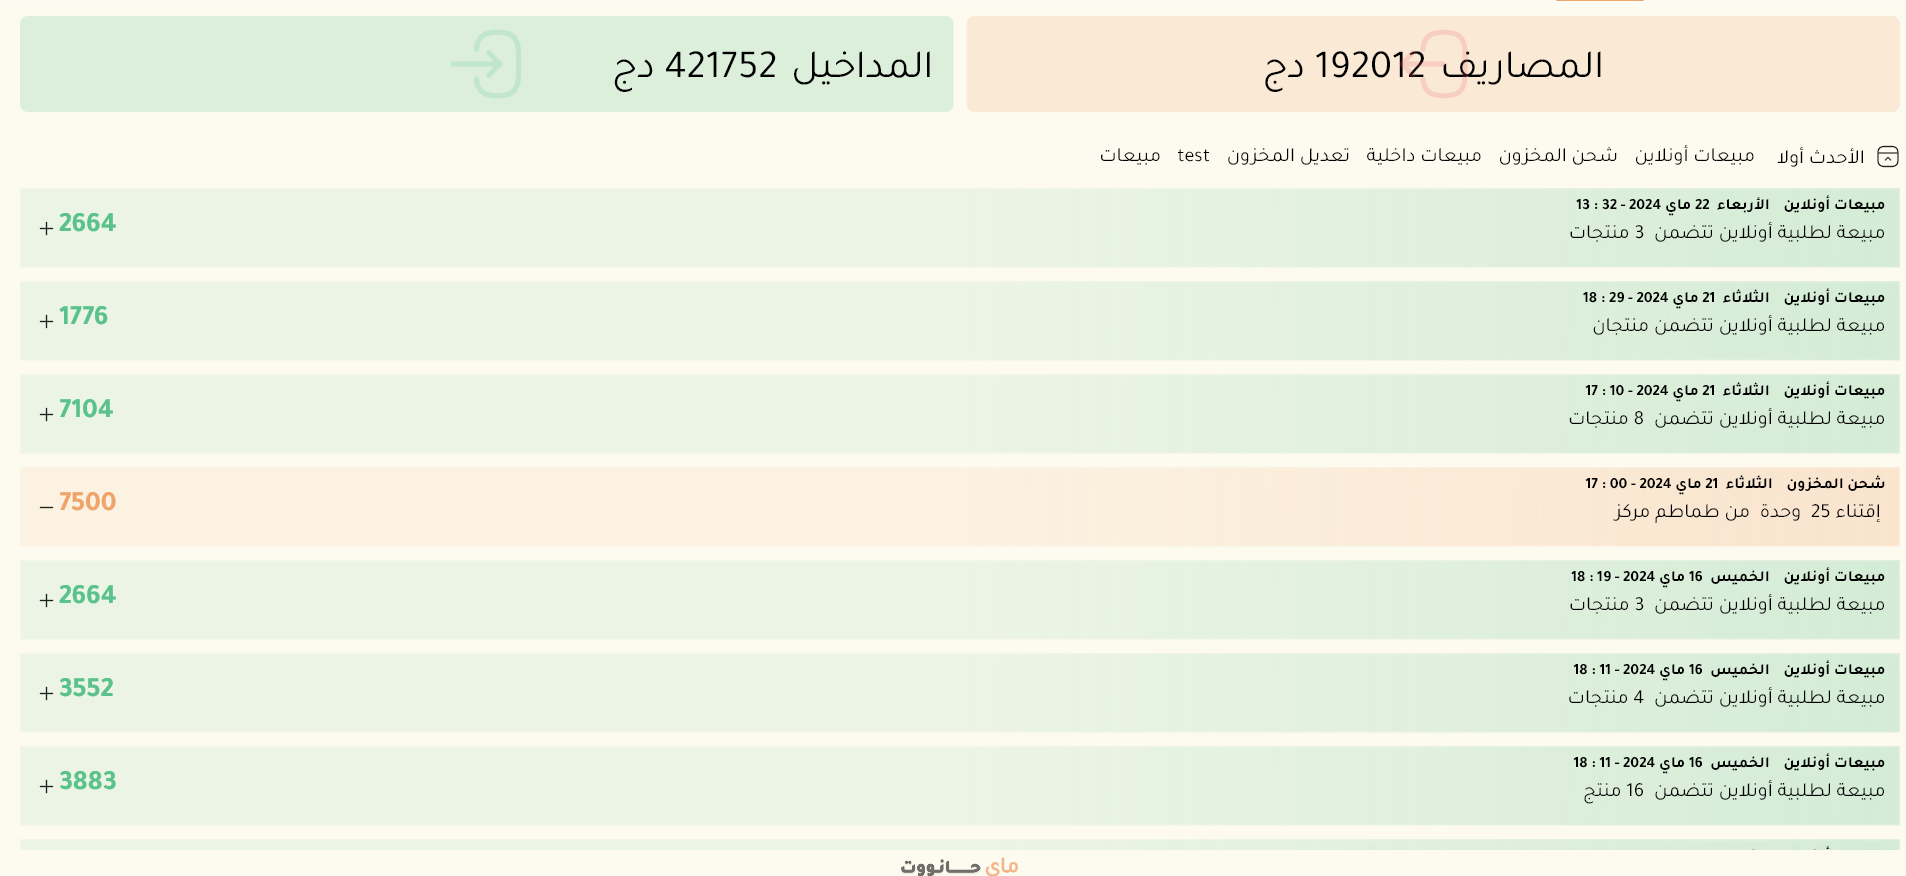 المصاريف 192012 دج
المداخيل 421752 دج
الأحدث أولا مبيعات أونلاين شحن المخزون مبيعات داخلية تعديل المخزون test مبيعات
مبيعات أونلاين الأربعاء 22 ماي 2024 - 32 : 13
مبيعة لطلبية أونلاين تتضمن 3 منتجات
+ 2664
مبيعات أونلاين الثلاثاء 21 ماي 2024 - 29 : 18
مبيعة لطلبية أونلاين تتضمن منتجان
+ 1776
مبيعات أونلاين الثلاثاء 21 ماي 2024 - 10 : 17
مبيعة لطلبية أونلاين تتضمن 8 منتجات
+ 7104
شحن المخزون الثلاثاء 21 ماي 2024 - 00 : 17
إقتناء 25 وحدة من طماطم مركز
– 7500
مبيعات أونلاين الخميس 16 ماي 2024 - 19 : 18
مبيعة لطلبية أونلاين تتضمن 3 منتجات
+ 2664
مبيعات أونلاين الخميس 16 ماي 2024 - 11 : 18
مبيعة لطلبية أونلاين تتضمن 4 منتجات
+ 3552
مبيعات أونلاين الخميس 16 ماي 2024 - 11 : 18
مبيعة لطلبية أونلاين تتضمن 16 منتج
+ 3883
ماي حـــانووت